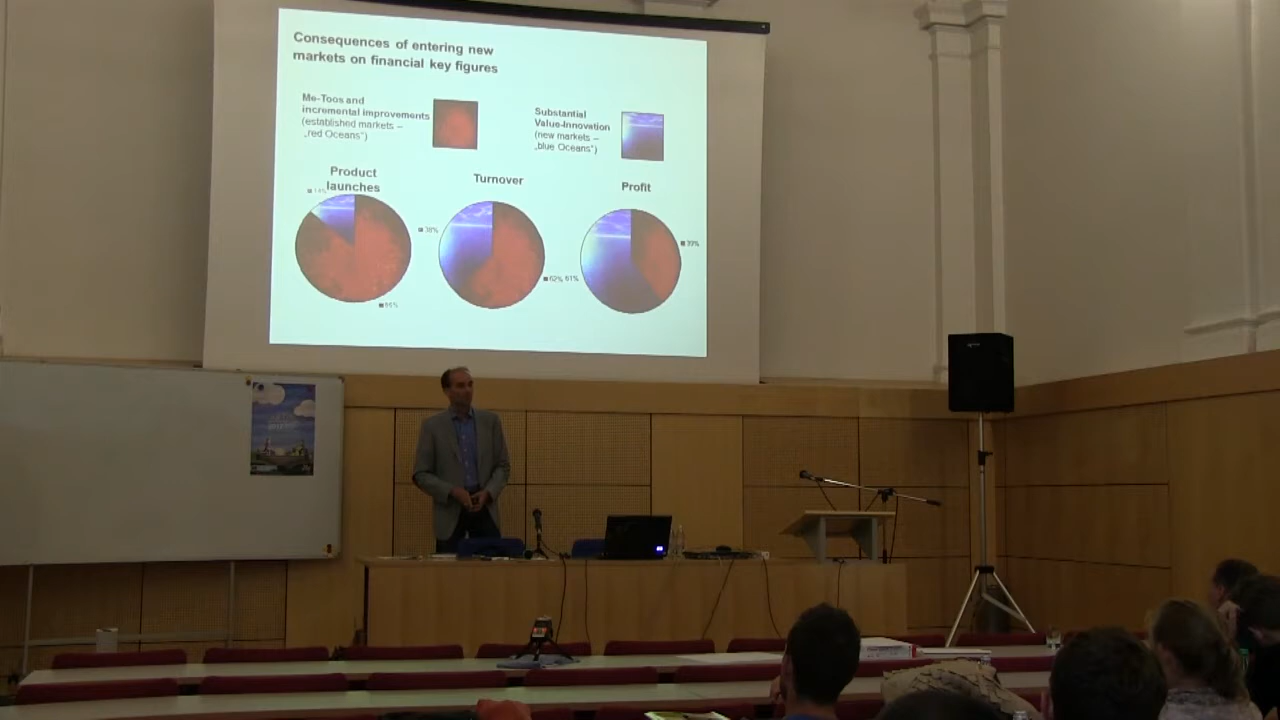 Consequences of entering new
markets on financial key figures
Me-Toos and
incremental improvements
(established markets –
„red Oceans“)
Substantial
Value-Innovation
(new markets –
„blue Oceans“)
Product
launches
Turnover
Profit
38%
62%
61%
39%